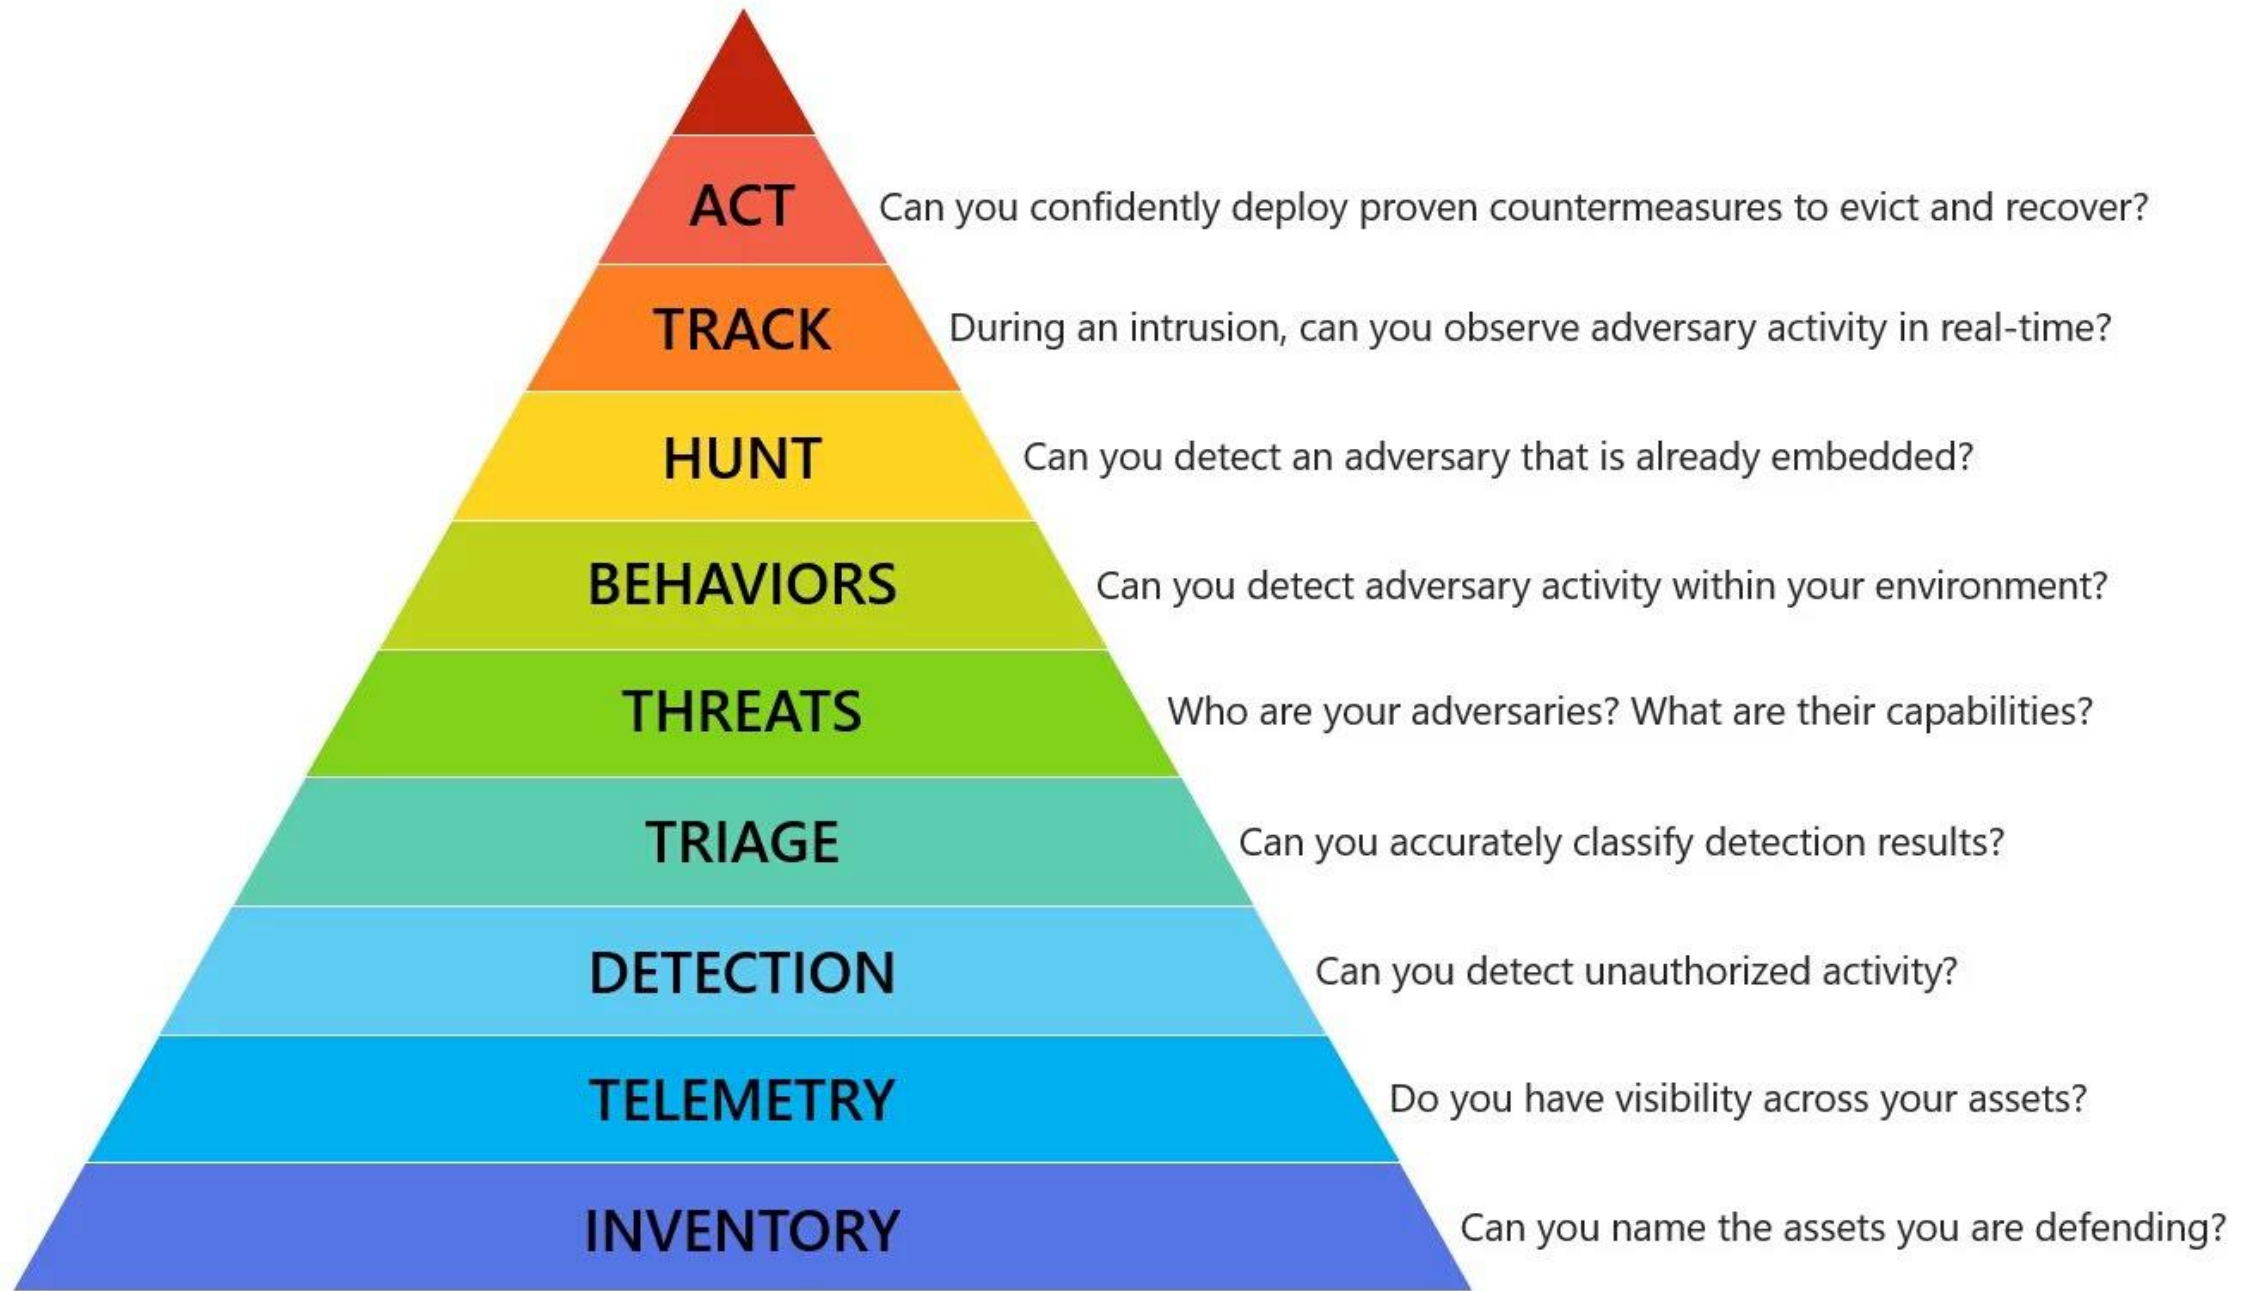 ACT Can you confidently deploy proven countermeasures to evict and recover?
TRACK During an intrusion, can you observe adversary activity in real-time?
HUNT Can you detect an adversary that is already embedded?
BEHAVIORS Can you detect adversary activity within your environment?
THREATS Who are your adversaries? What are their capabilities?
TRIAGE Can you accurately classify detection results?
DETECTION Can you detect unauthorized activity?
TELEMETRY Do you have visibility across your assets?
INVENTORY Can you name the assets you are defending?